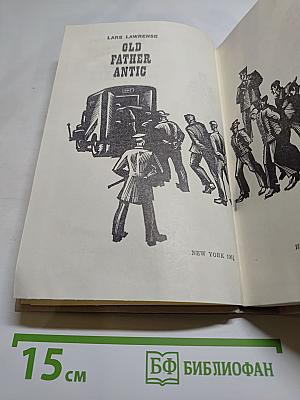 LARS LAWRENCE
OLD
FATHER
ANTIC
NEW YORK 1961
15 см
БФ БИБЛИОФАН